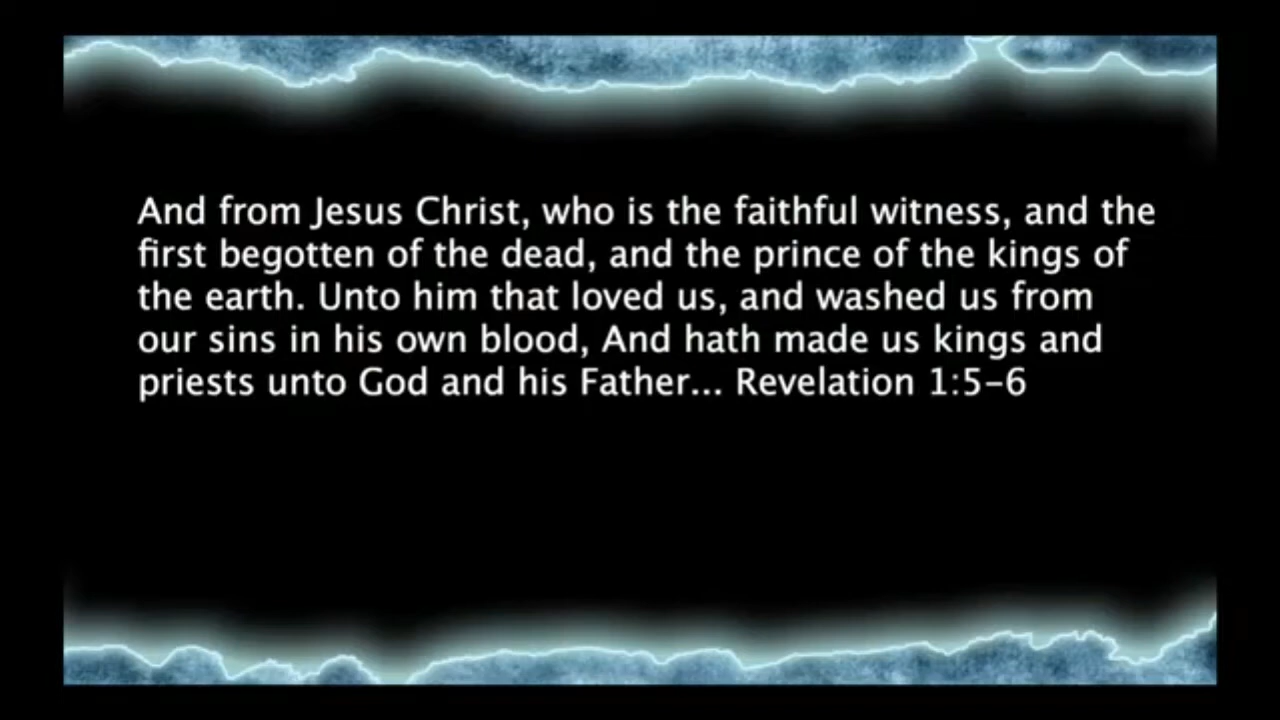 And from Jesus Christ, who is the faithful witness, and the
first begotten of the dead, and the prince of the kings of
the earth. Unto him that loved us, and washed us from
our sins in his own blood, And hath made us kings and
priests unto God and his Father... Revelation 1:5–6